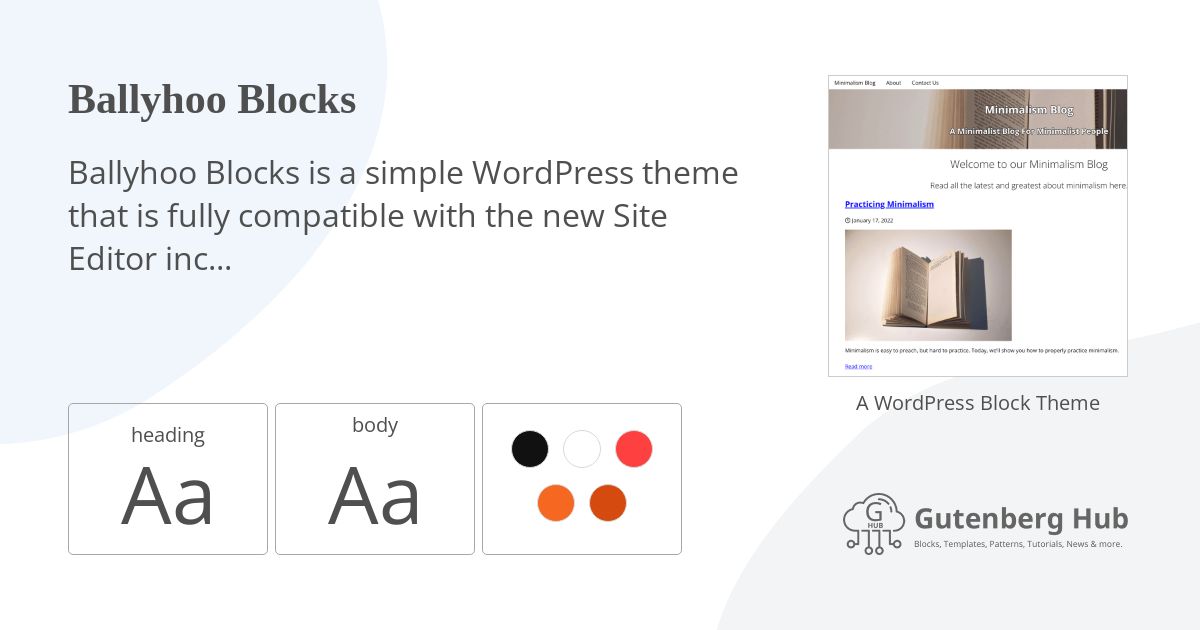 Ballyhoo Blocks
Ballyhoo Blocks is a simple WordPress theme
that is fully compatible with the new Site
Editor inc...
heading
Aa
body
Aa
Minimalism Blog About Contact Us
Minimalism Blog
A Minimalist Blog For Minimalist People
Welcome to our Minimalism Blog
Read all the latest and greatest about minimalism here.
Practicing Minimalism
January 17, 2022
Minimalism is easy to preach, but hard to practice. Today, we'll show you how to properly practice minimalism.
Read more
A WordPress Block Theme
G
HUB
Gutenberg Hub
Blocks, Templates, Patterns, Tutorials, News & more.